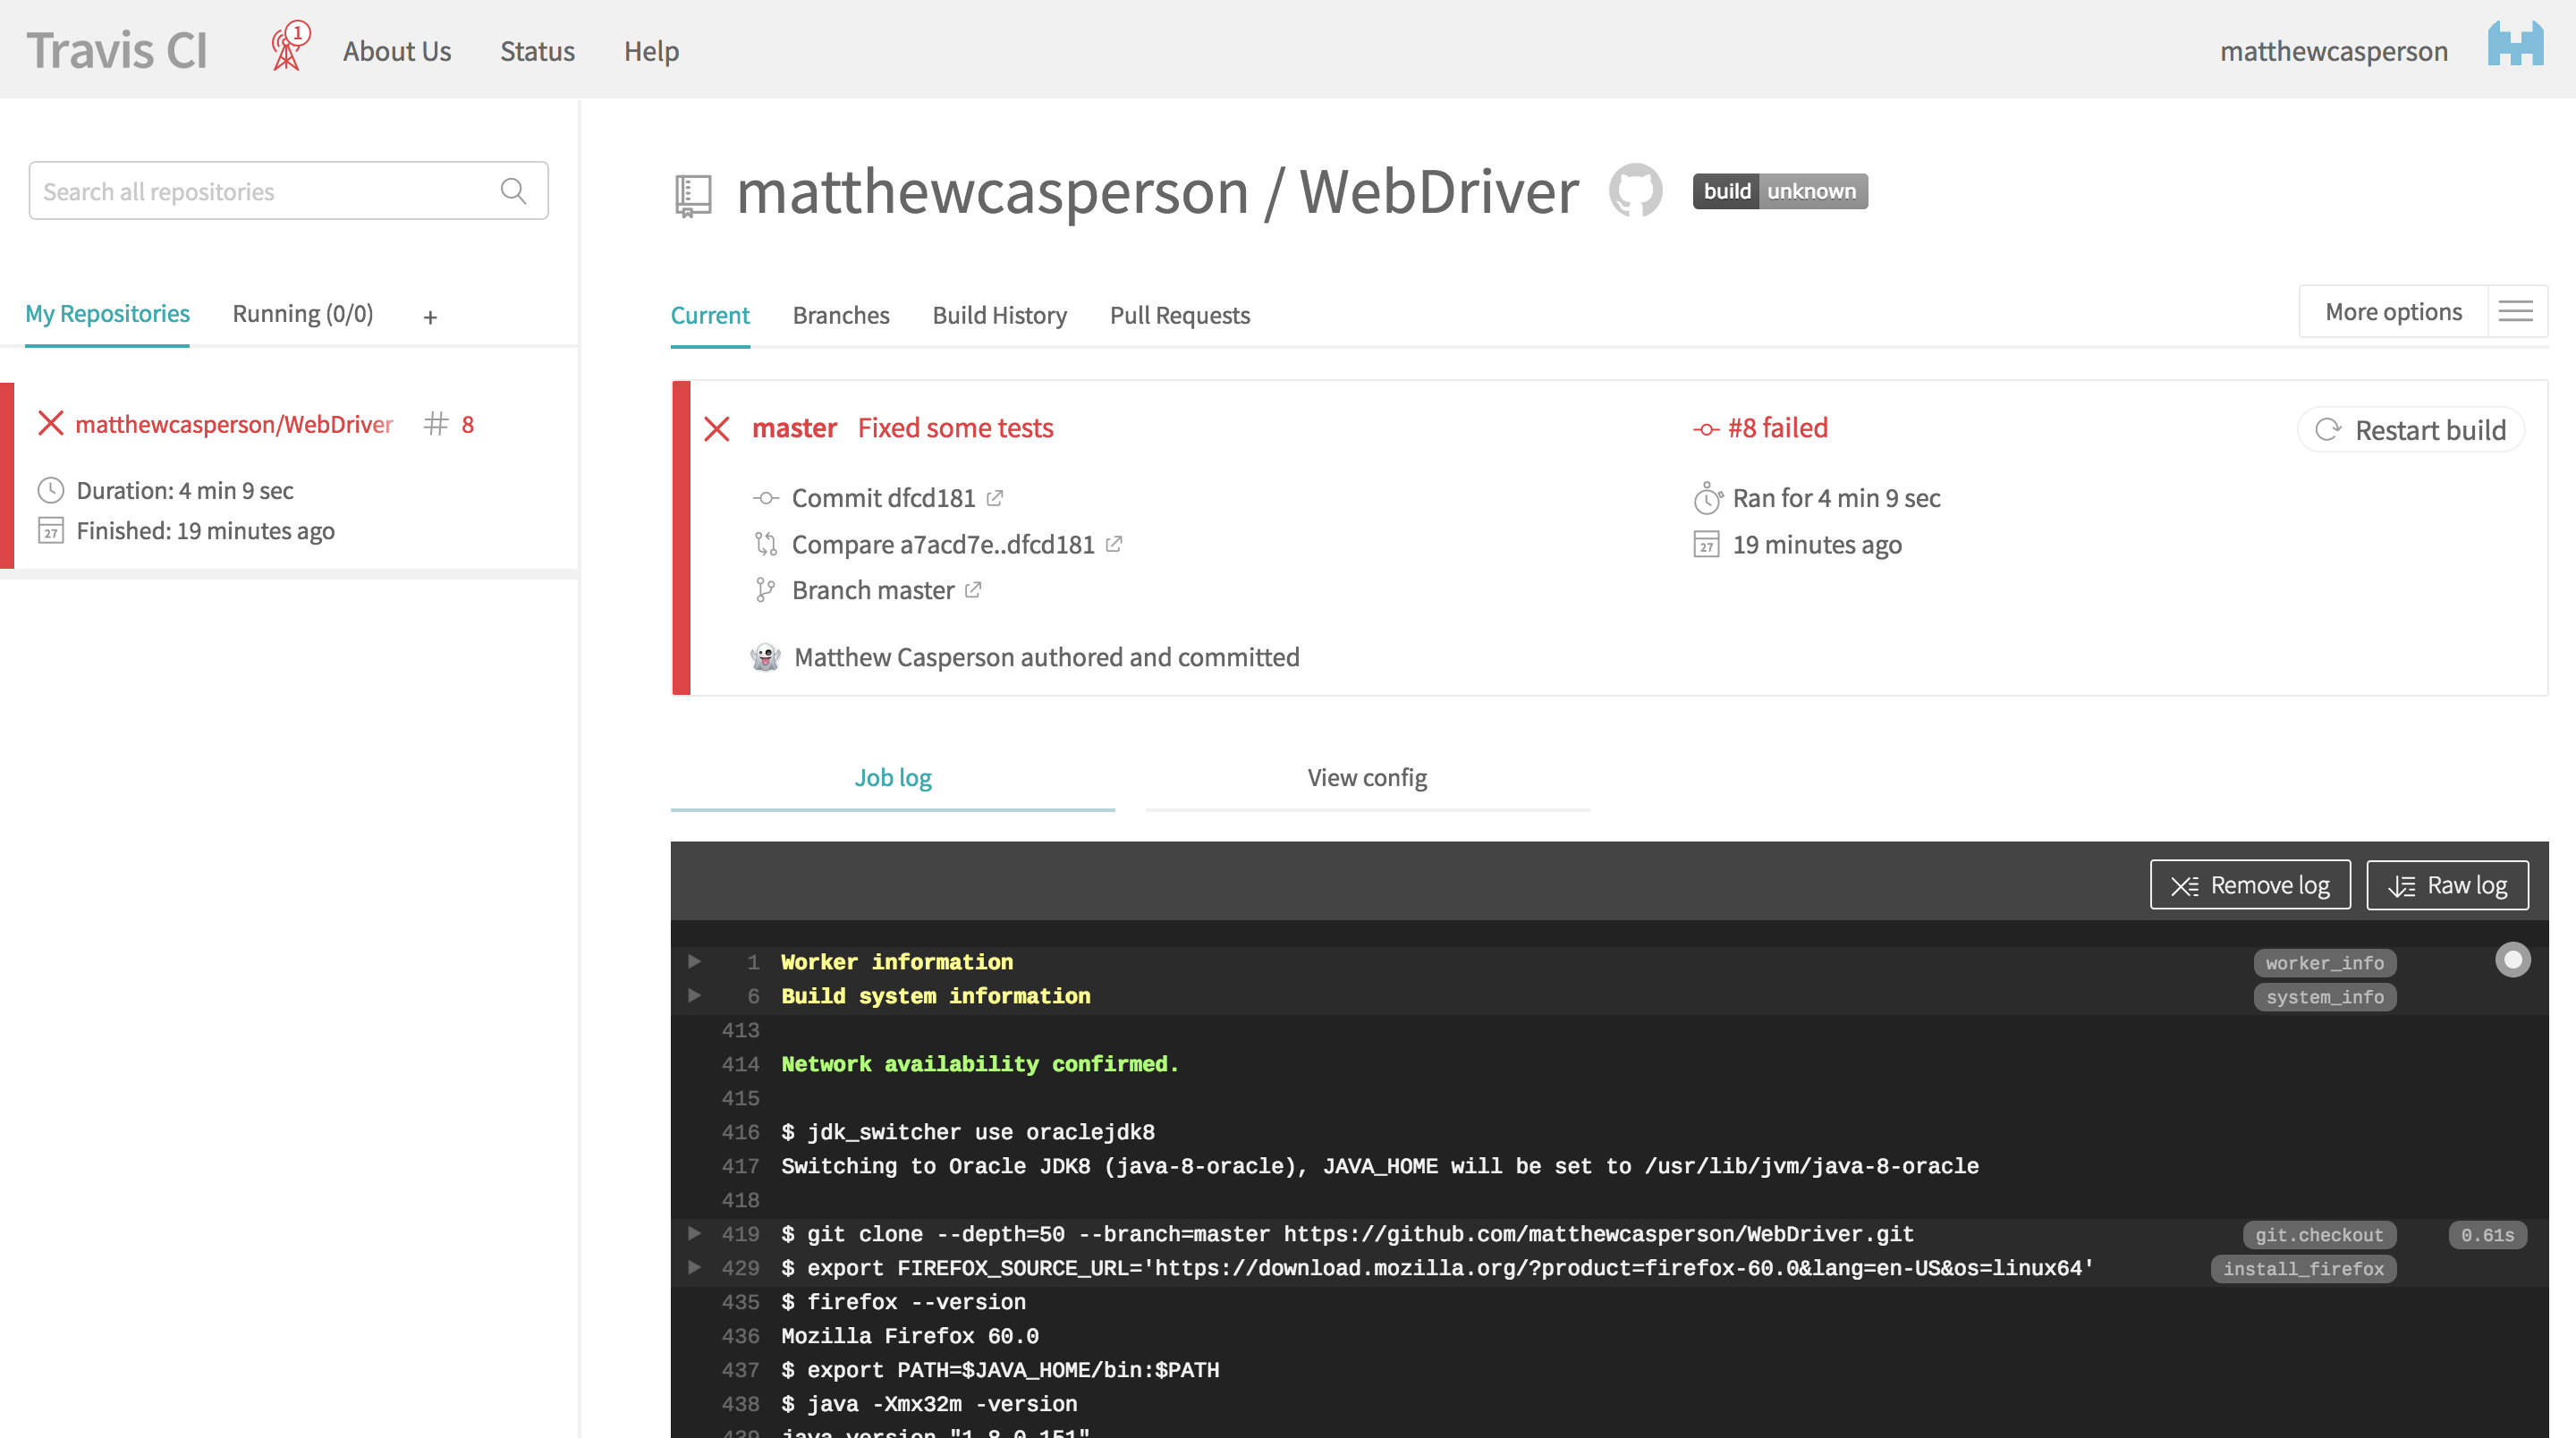 Travis CI
1
About Us
Status
Help
matthewcasperson
Search all repositories
My Repositories
Running (0/0)
+
matthewcasperson/WebDriver # 8
Duration: 4 min 9 sec
27 Finished: 19 minutes ago
matthewcasperson / WebDriver
build unknown
Current
Branches
Build History
Pull Requests
More options
master Fixed some tests
#8 failed
Restart build
Commit dfcd181
Ran for 4 min 9 sec
Compare a7acd7e..dfcd181
27 19 minutes ago
Branch master
Matthew Casperson authored and committed
Job log
View config
Remove log
Raw log
1 Worker information worker_info
6 Build system information system_info
413
414 Network availability confirmed.
415
416 $ jdk_switcher use oraclejdk8
417 Switching to Oracle JDK8 (java-8-oracle), JAVA_HOME will be set to /usr/lib/jvm/java-8-oracle
418
419 $ git clone --depth=50 --branch=master https://github.com/matthewcasperson/WebDriver.git git.checkout 0.61s
429 $ export FIREFOX_SOURCE_URL='https://download.mozilla.org/?product=firefox-60.0&lang=en-US&os=linux64' install_firefox
435 $ firefox --version
436 Mozilla Firefox 60.0
437 $ export PATH=$JAVA_HOME/bin:$PATH
438 $ java -Xmx32m -version
439 java version "1.8.0_151"